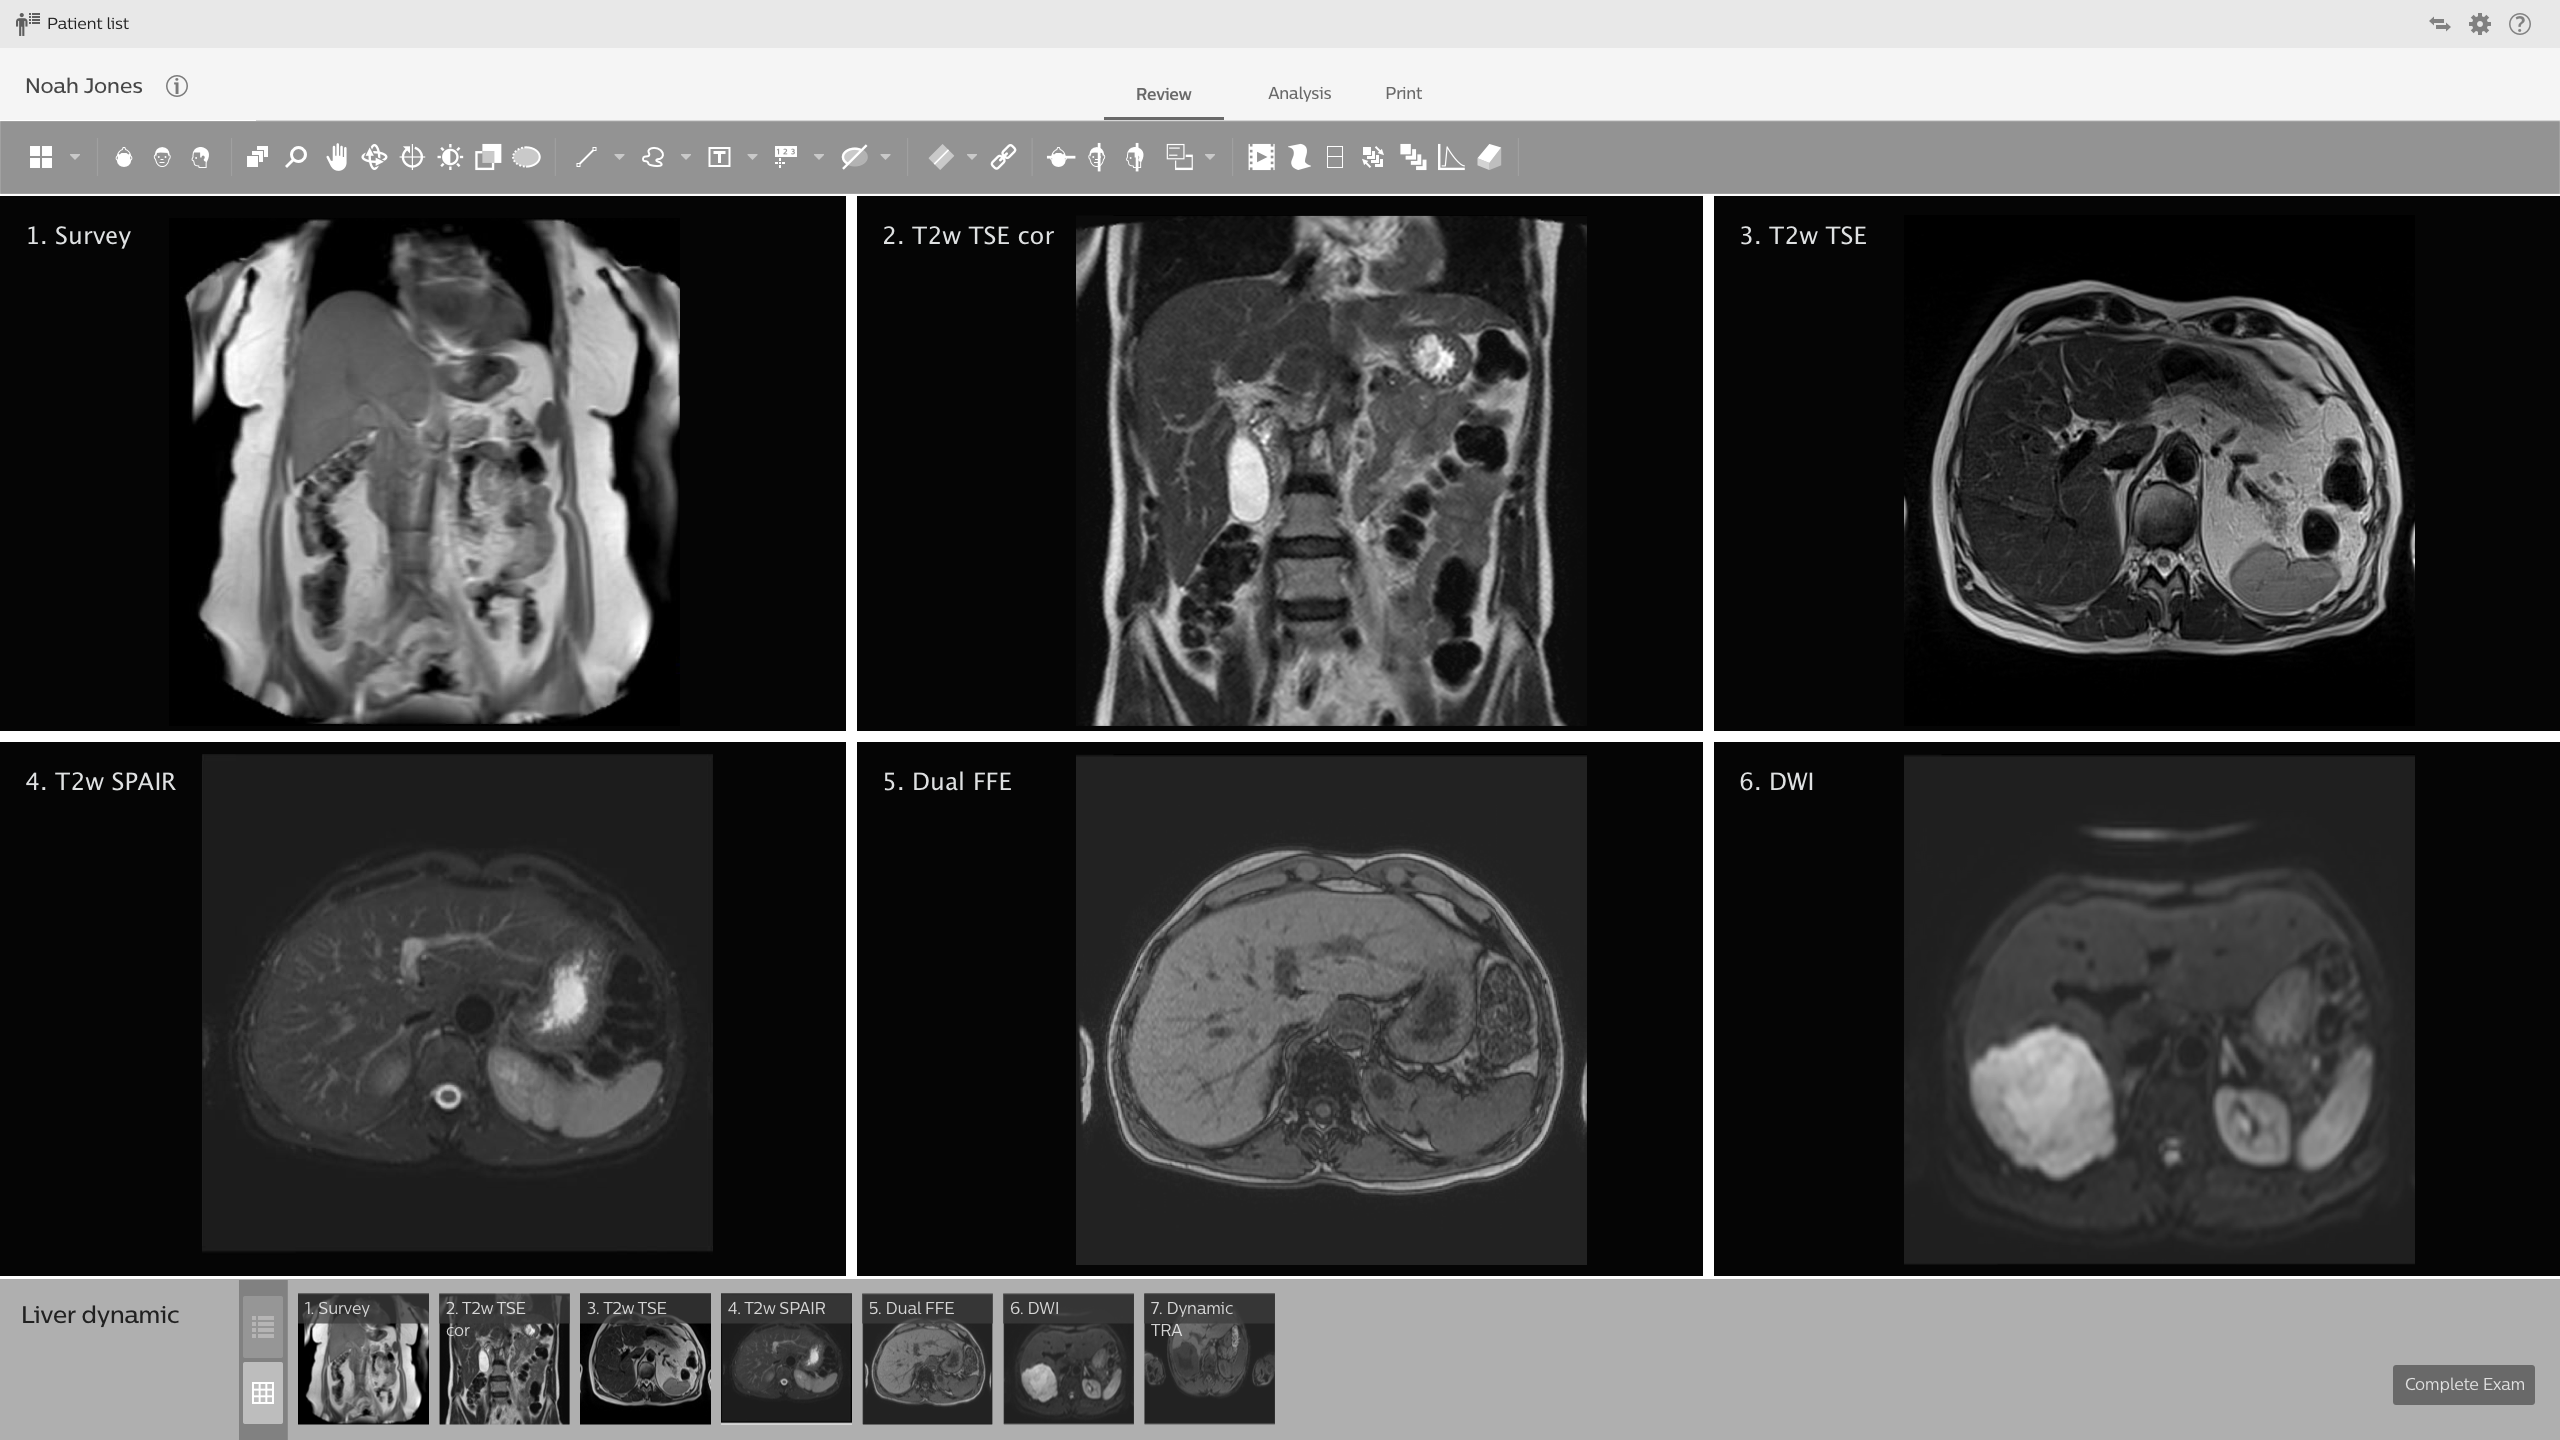 Patient list
Noah Jones
Review
Analysis
Print
1. Survey
2. T2w TSE cor
3. T2w TSE
4. T2w SPAIR
5. Dual FFE
6. DWI
Liver dynamic
1. Survey
2. T2w TSE
cor
3. T2w TSE
4. T2w SPAIR
5. Dual FFE
6. DWI
7. Dynamic
TRA
Complete Exam